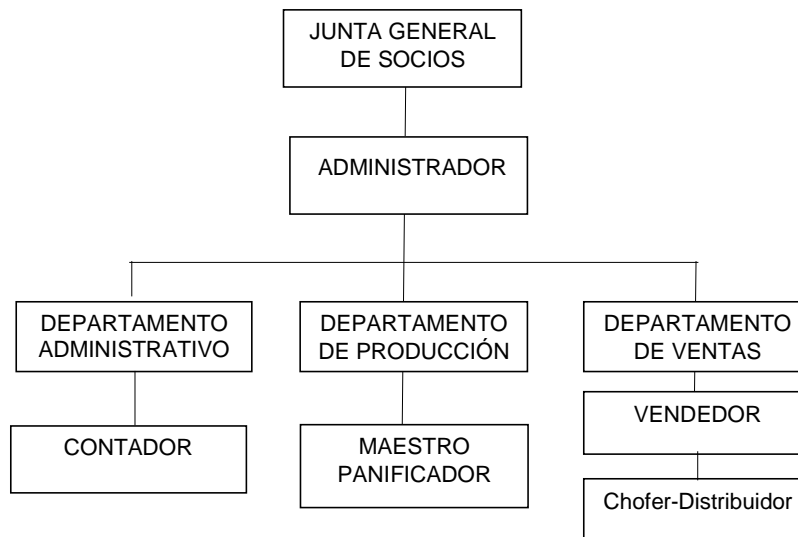 JUNTA GENERAL
DE SOCIOS
ADMINISTRADOR
DEPARTAMENTO
ADMINISTRATIVO
DEPARTAMENTO
DE PRODUCCIÓN
DEPARTAMENTO
DE VENTAS
CONTADOR
MAESTRO
PANIFICADOR
VENDEDOR
Chofer-Distribuidor